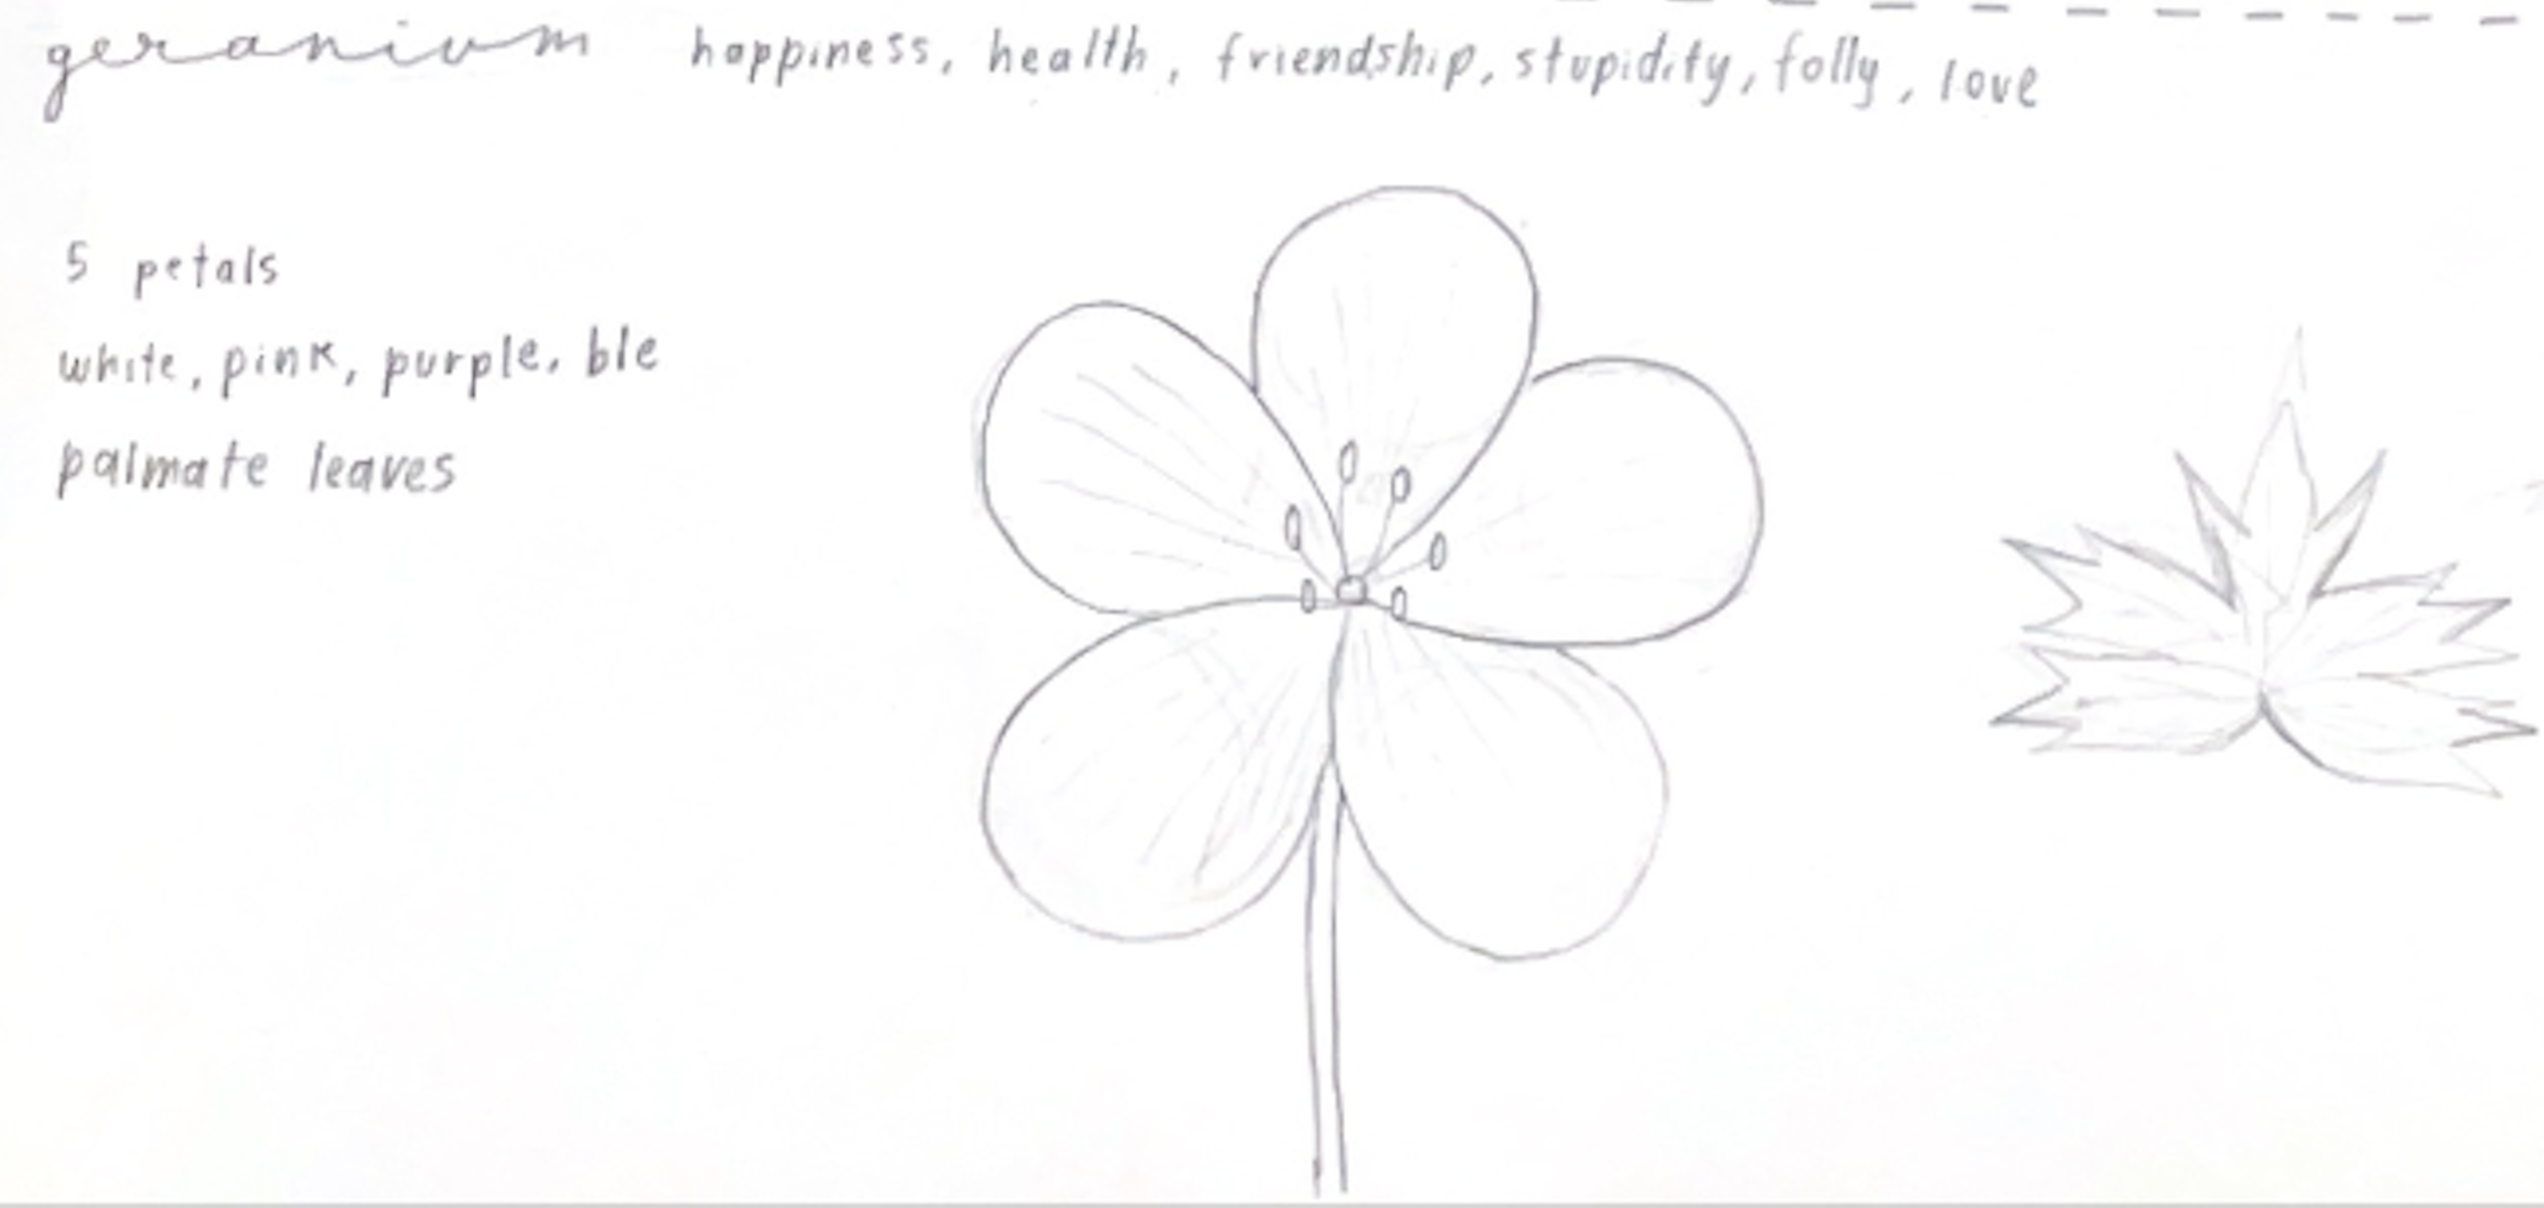 geranium happiness, health, friendship, stupidity, folly, love
5 petals
white, pink, purple, ble
palmate leaves